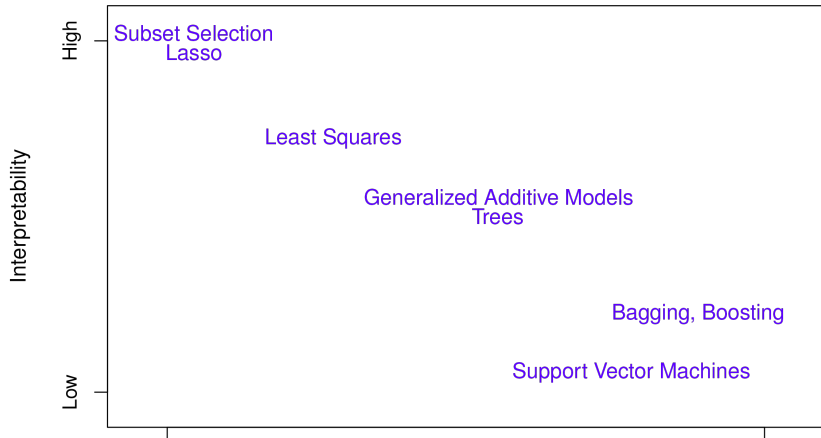 High
Subset Selection
Lasso
Least Squares
Interpretability
Generalized Additive Models
Trees
Bagging, Boosting
Support Vector Machines
Low